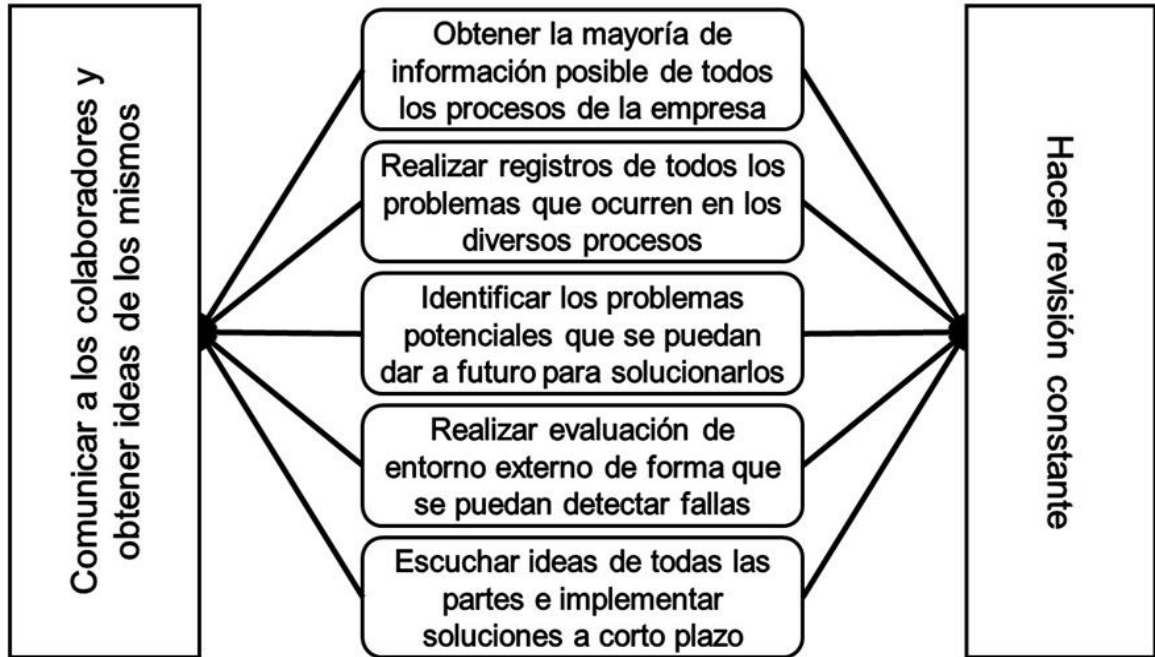 Comunicar a los colaboradores y
obtener ideas de los mismos
Obtener la mayoría de
información posible de todos
los procesos de la empresa
Realizar registros de todos los
problemas que ocurren en los
diversos procesos
Identificar los problemas
potenciales que se puedan
dar a futuro para solucionarlos
Realizar evaluación de
entorno externo de forma que
se puedan detectar fallas
Escuchar ideas de todas las
partes e implementar
soluciones a corto plazo
Hacer revisión constante